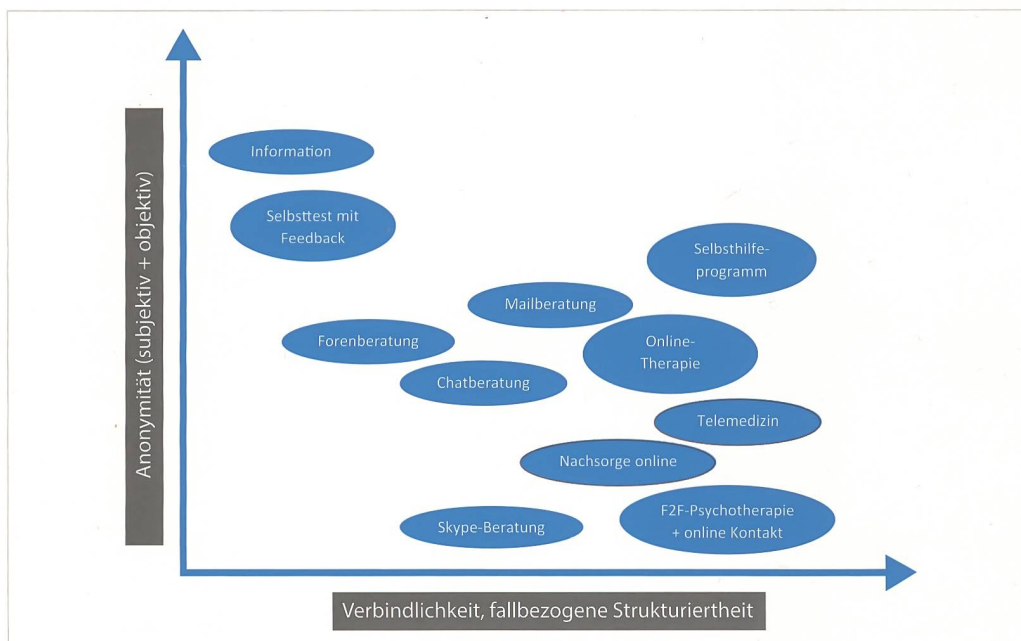 Anonymität (subjektiv + objektiv)
Information
Selbsttest mit
Feedback
Selbsthilfe-
programm
Mailberatung
Forenberatung
Online-
Therapie
Chatberatung
Telemedizin
Nachsorge online
Skype-Beratung
F2F-Psychotherapie
+ online Kontakt
Verbindlichkeit, fallbezogene Strukturiertheit